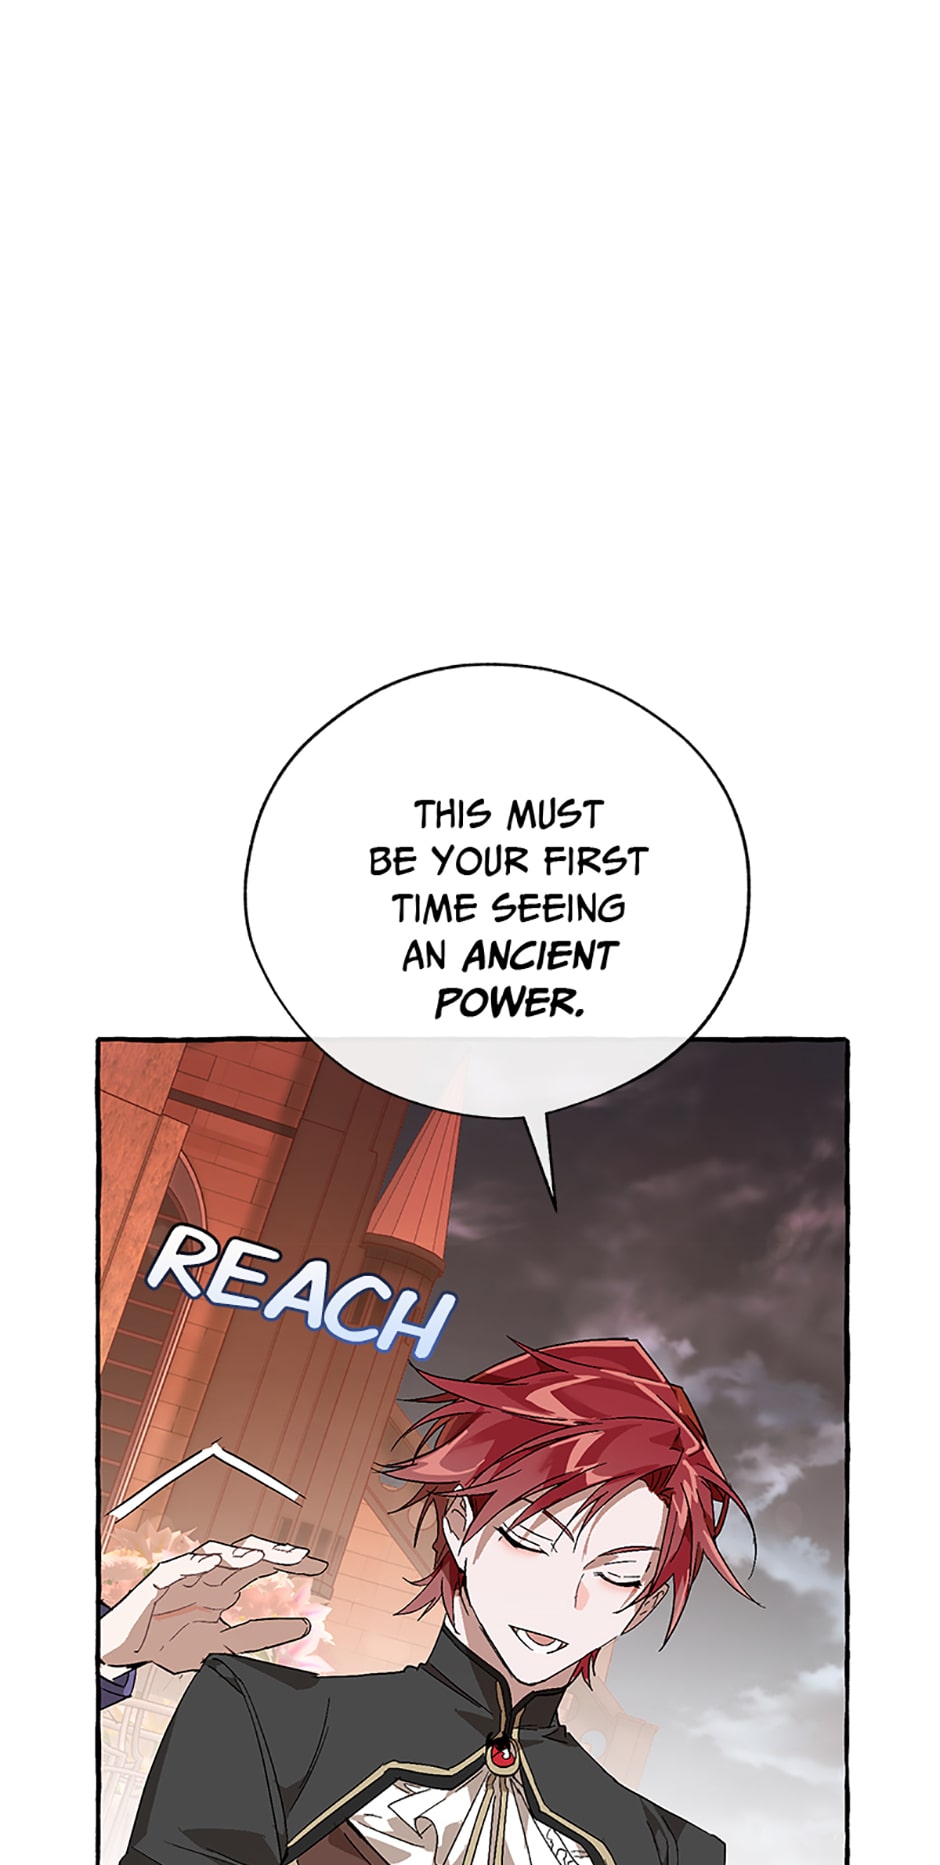 THIS MUST
BE YOUR FIRST
TIME SEEING
AN ANCIENT
POWER.
REACH